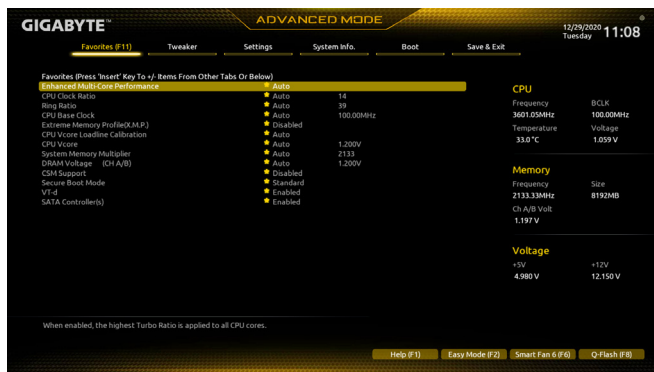 GIGABYTE™
ADVANCED MODE
12/29/2020 11:08
Tuesday
Favorites (F11) Tweaker Settings System Info. Boot Save & Exit
Favorites (Press 'Insert' Key To +/- Items From Other Tabs Or Below)
Enhanced Multi-Core Performance Auto
CPU Clock Ratio Auto 14
Ring Ratio Auto 39
CPU Base Clock Auto 100.00MHz
Extreme Memory Profile(X.M.P.) Disabled
CPU Vcore Loadline Calibration Auto
CPU Vcore Auto 1.200V
System Memory Multiplier Auto 2133
DRAM Voltage (CH A/B) Auto 1.200V
CSM Support Disabled
Secure Boot Mode Standard
VT-d Enabled
SATA Controller(s) Enabled
CPU
Frequency BCLK
3601.05MHz 100.00MHz
Temperature Voltage
33.0 °C 1.059 V
Memory
Frequency Size
2133.33MHz 8192MB
Ch A/B Volt
1.197 V
Voltage
+5V +12V
4.980 V 12.150 V
When enabled, the highest Turbo Ratio is applied to all CPU cores.
Help (F1) Easy Mode (F2) Smart Fan 6 (F6) Q-Flash (F8)